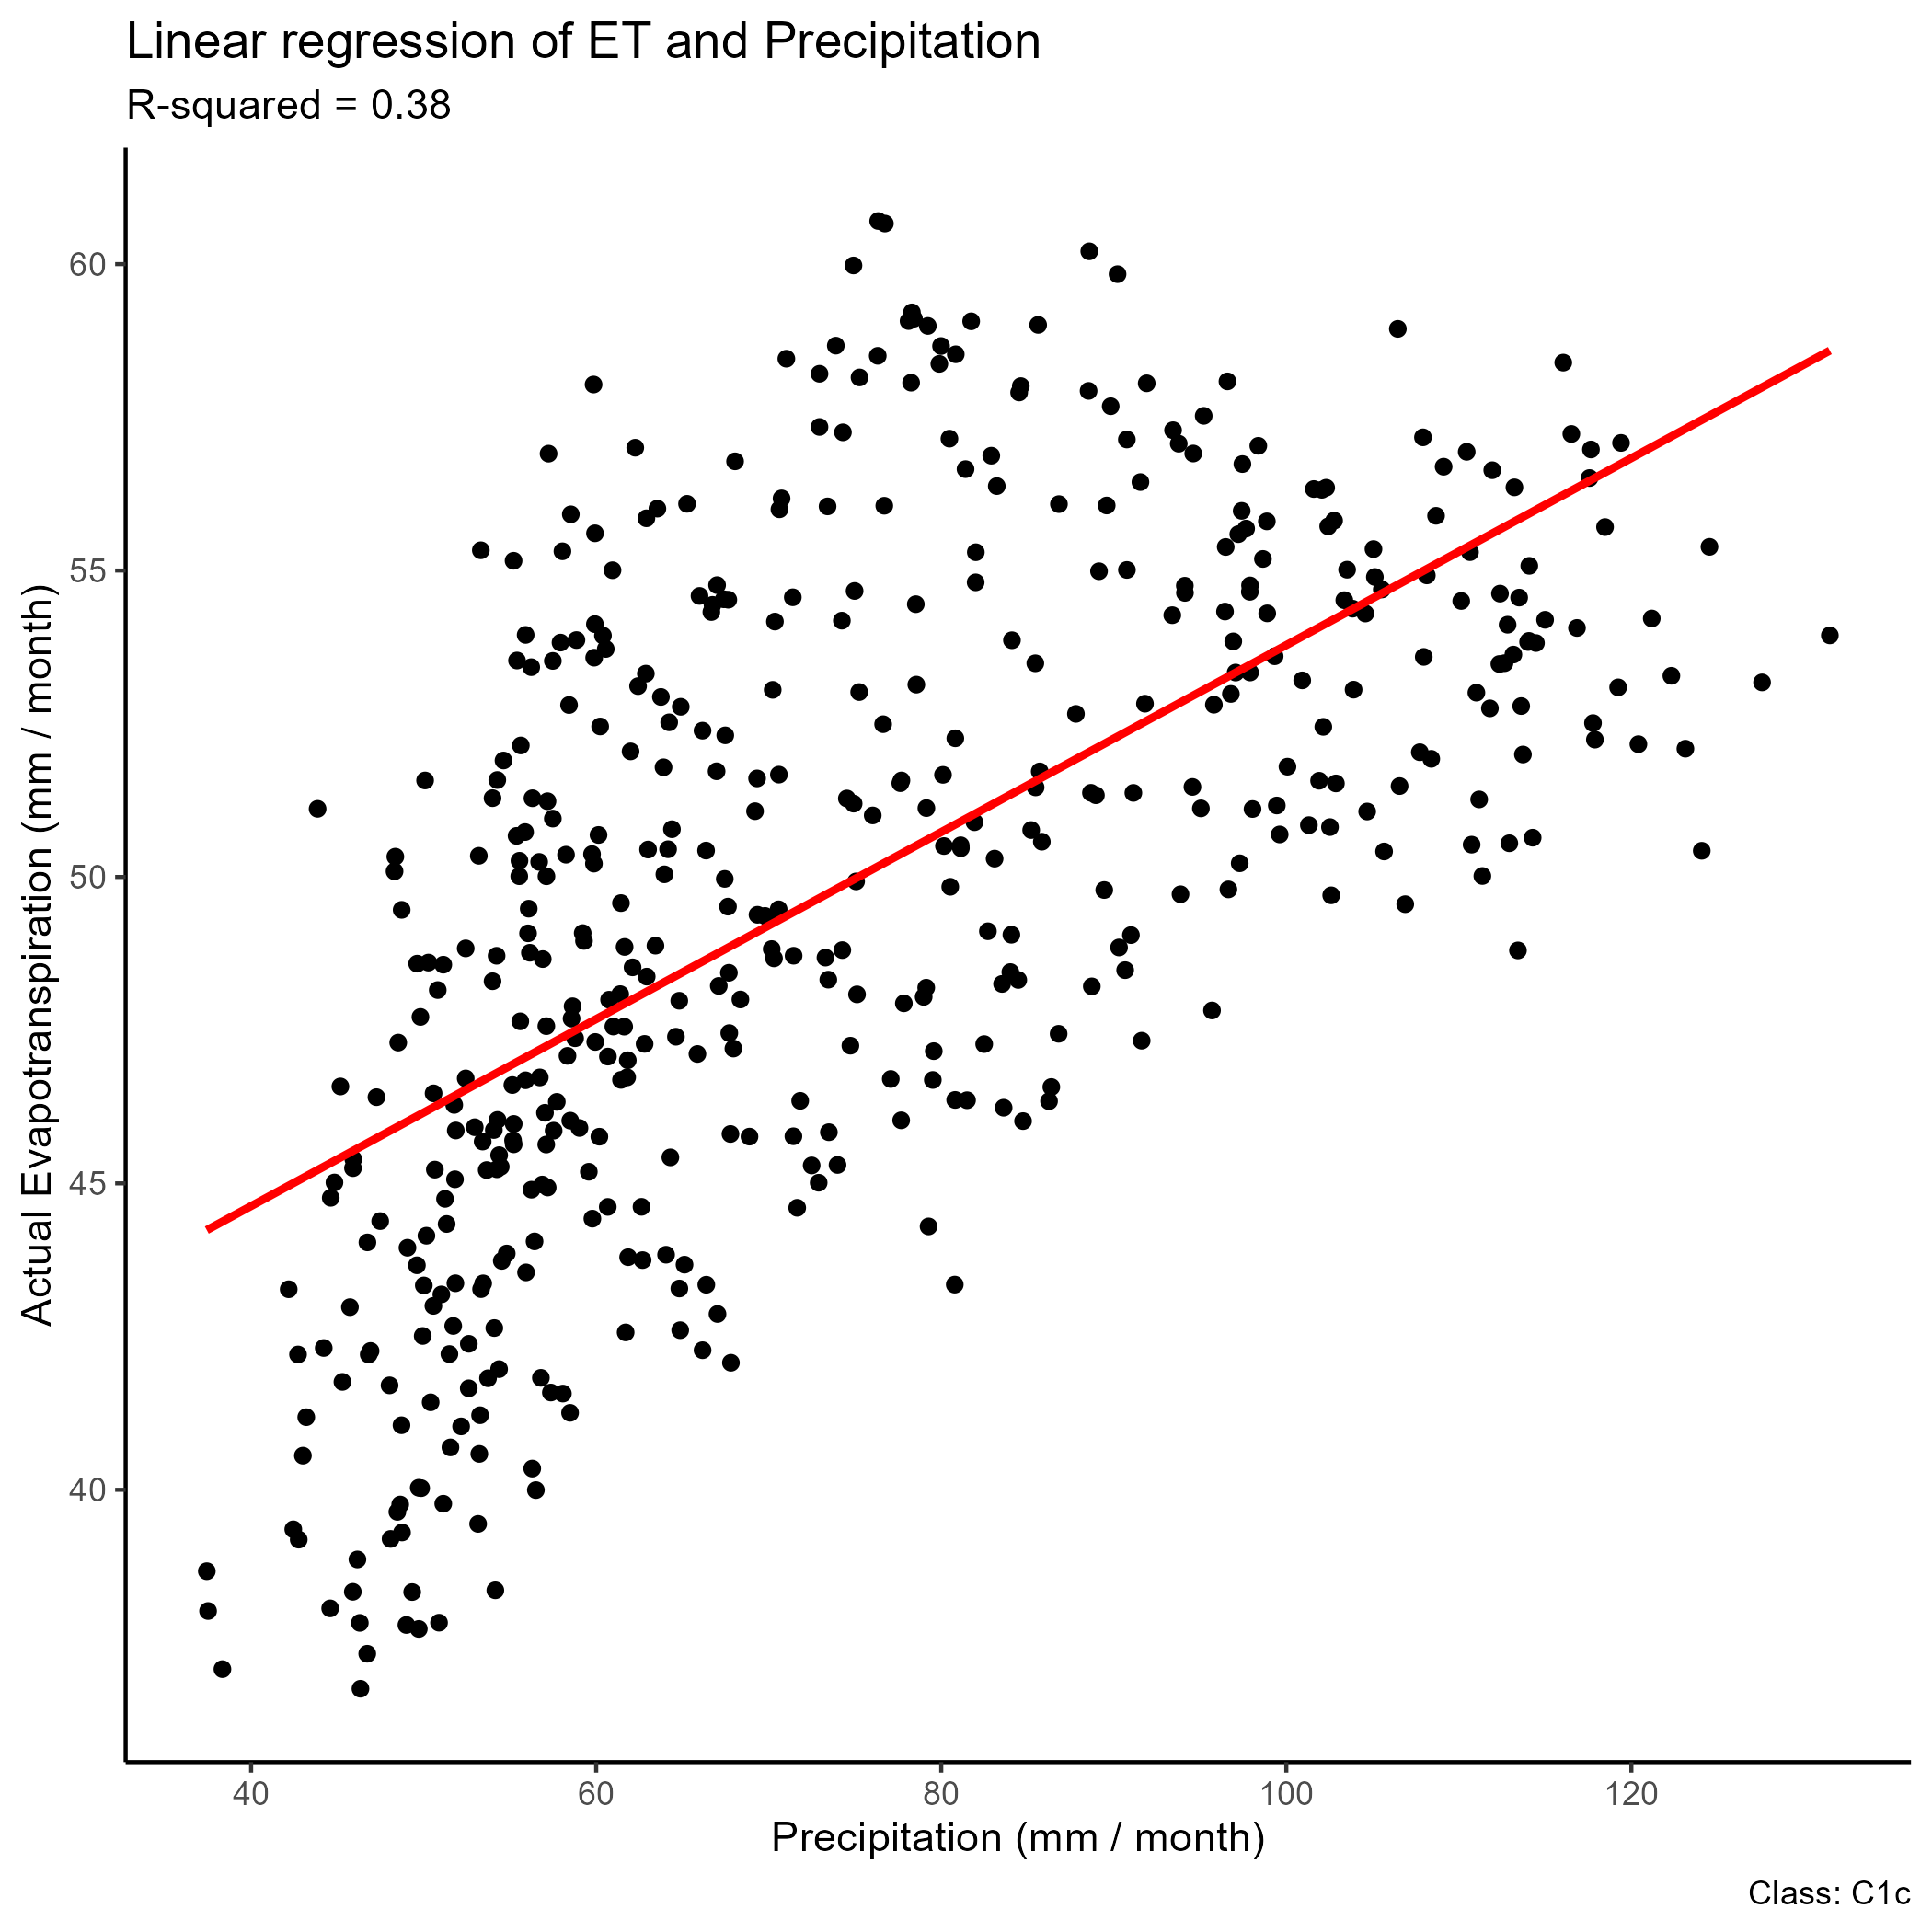 Linear regression of ET and Precipitation
R-squared = 0.38
Actual Evapotranspiration (mm / month)
60
55
50
45
40
40 60 80 100 120
Precipitation (mm / month)
Class: C1c